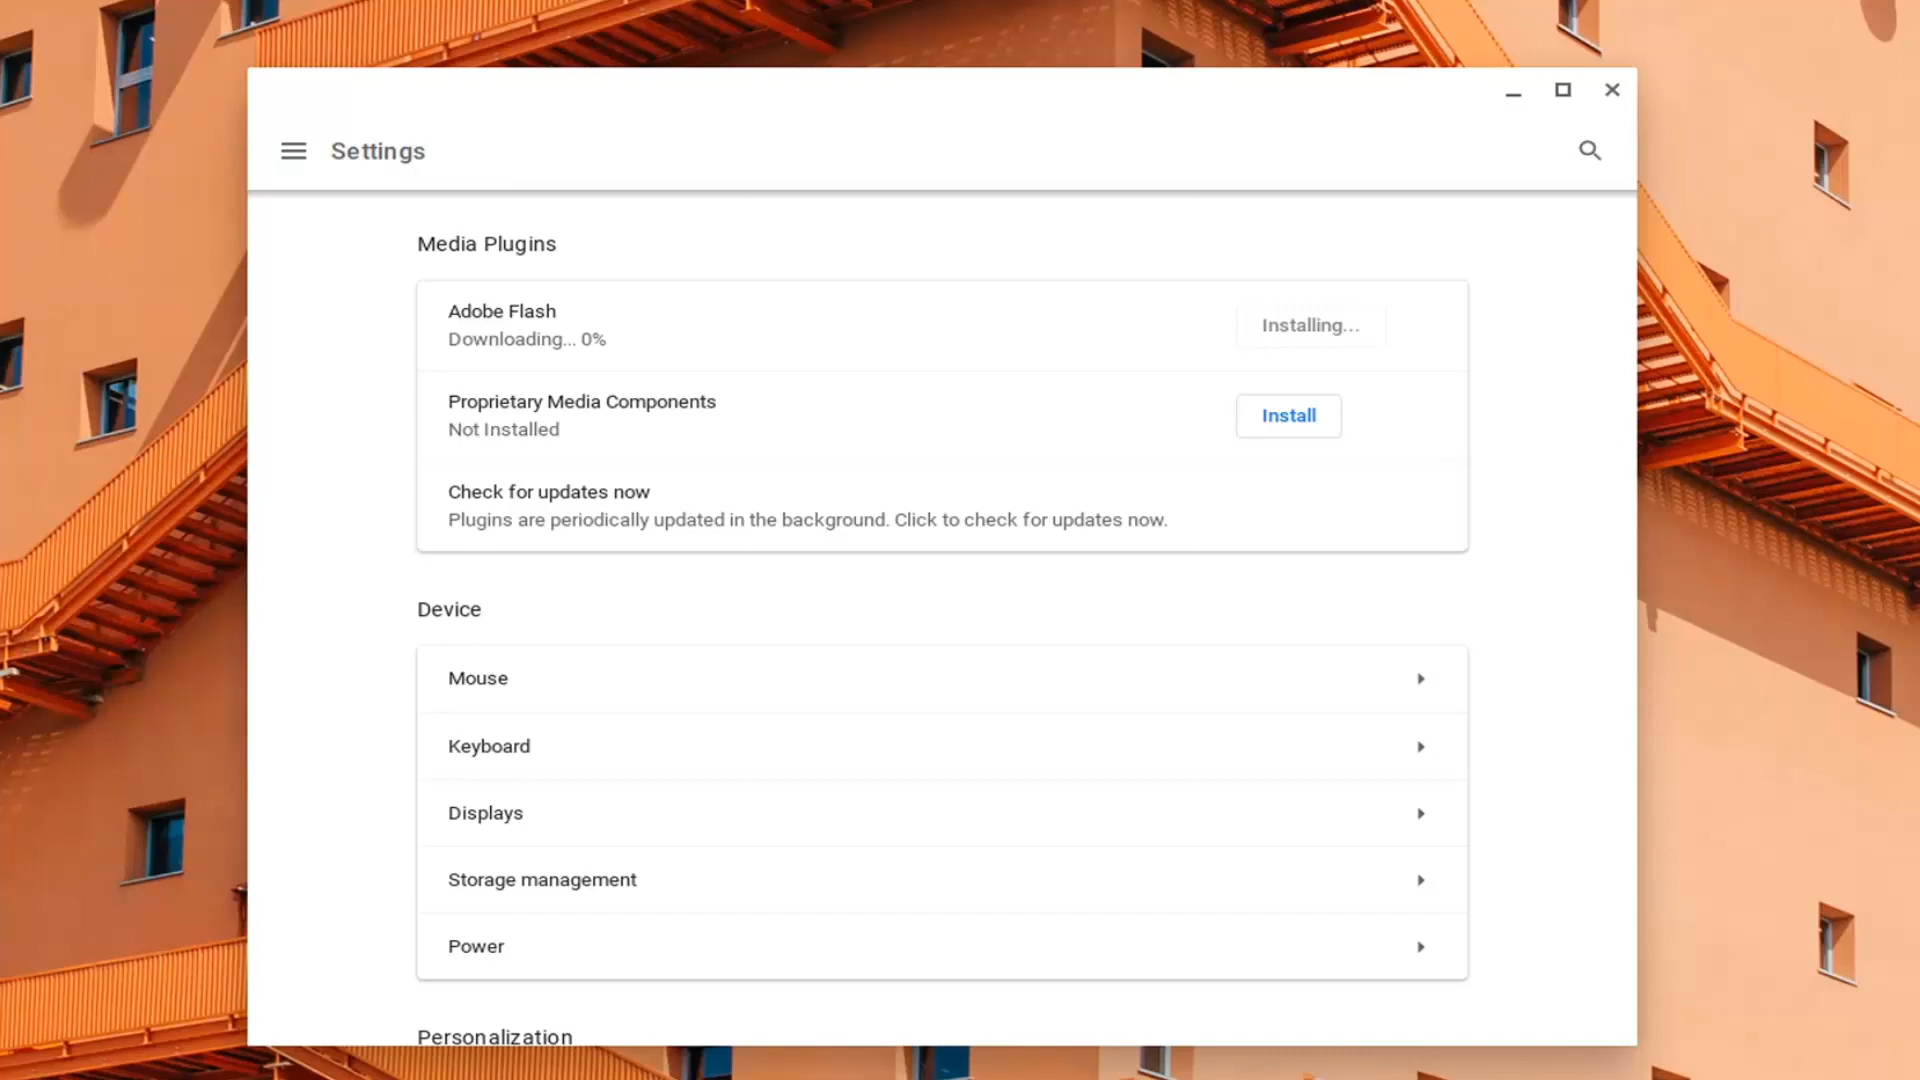 Settings
Media Plugins
Adobe Flash
Downloading... 0%
Installing...
Proprietary Media Components
Not Installed
Install
Check for updates now
Plugins are periodically updated in the background. Click to check for updates now.
Device
Mouse
Keyboard
Displays
Storage management
Power
Personalization